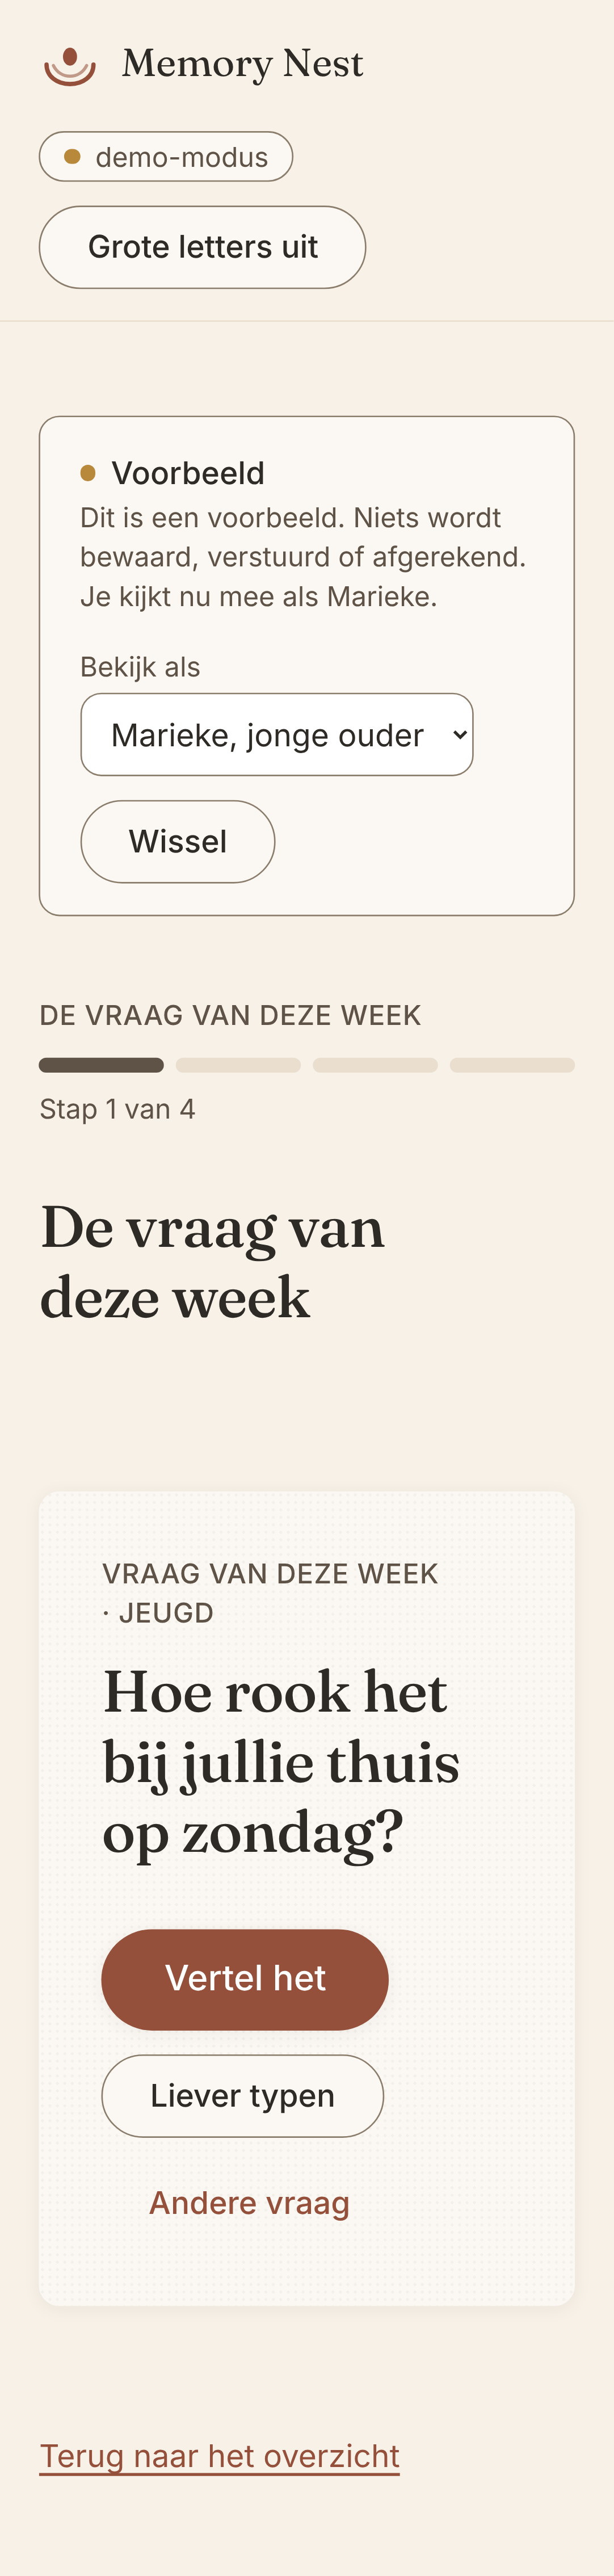 Memory Nest
demo-modus
Grote letters uit
Voorbeeld
Dit is een voorbeeld. Niets wordt
bewaard, verstuurd of afgerekend.
Je kijkt nu mee als Marieke.
Bekijk als
Marieke, jonge ouder
Wissel
DE VRAAG VAN DEZE WEEK
Stap 1 van 4
De vraag van
deze week
VRAAG VAN DEZE WEEK
· JEUGD
Hoe rook het
bij jullie thuis
op zondag?
Vertel het
Liever typen
Andere vraag
Terug naar het overzicht